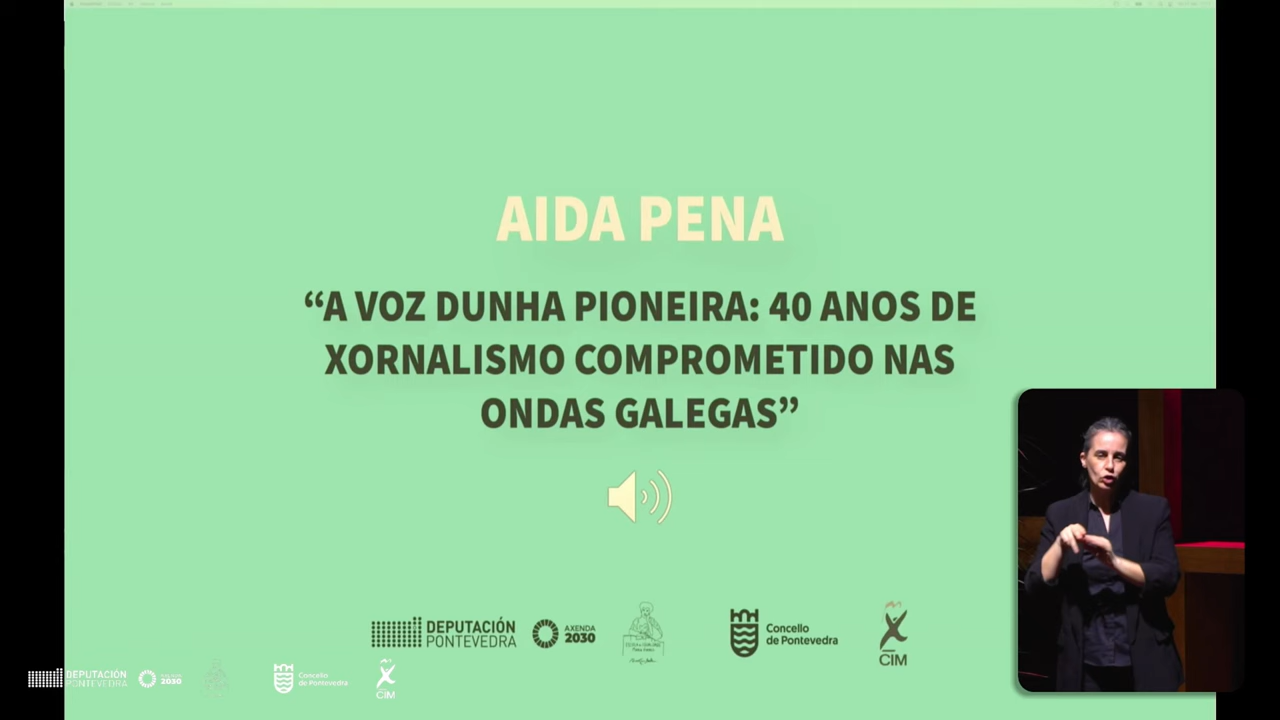 AIDA PENA
“A VOZ DUNHA PIONEIRA: 40 ANOS DE
XORNALISMO COMPROMETIDO NAS
ONDAS GALEGAS”
DEPUTACIÓN
PONTEVEDRA
AXENDA
2030
Concello
de Pontevedra
CIM
DEPUTACIÓN
PONTEVEDRA
AXENDA
2030
Concello
de Pontevedra
CIM